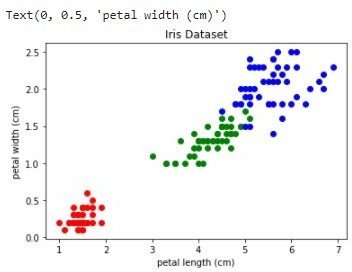 Text(0, 0.5, 'petal width (cm)')
Iris Dataset
petal width (cm)
2.5
2.0
1.5
1.0
0.5
0.0
1 2 3 4 5 6 7
petal length (cm)